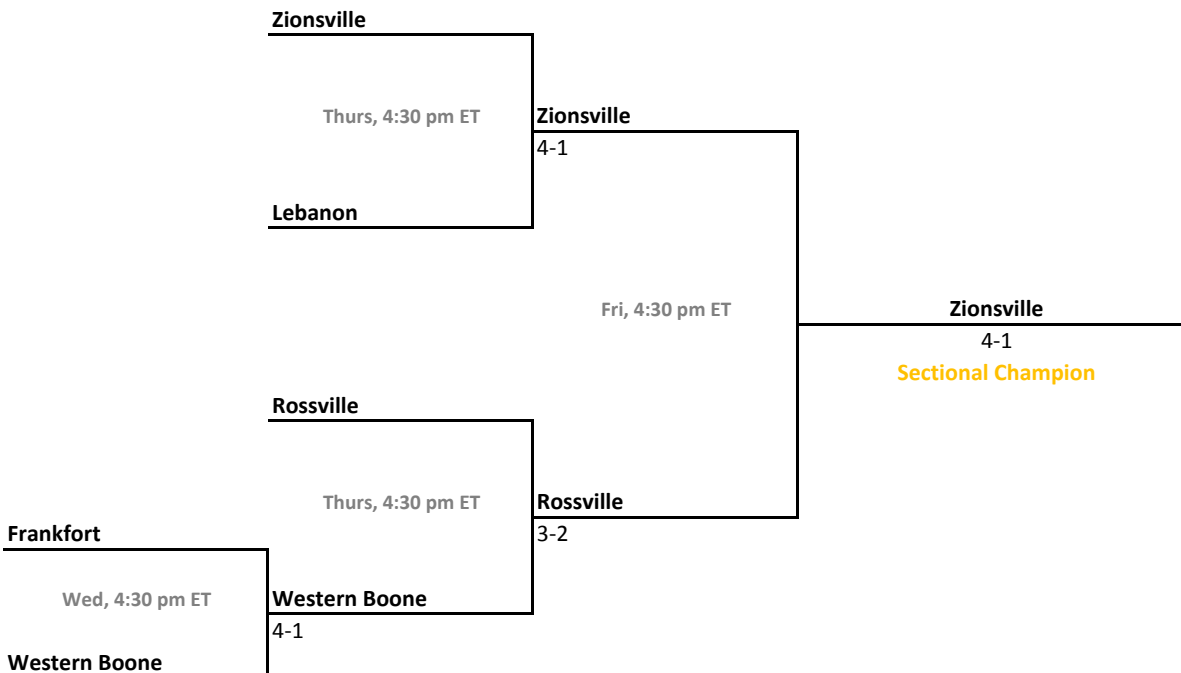 Zionsville
Thurs, 4:30 pm ET
Zionsville
4-1
Lebanon
Fri, 4:30 pm ET
Zionsville
4-1
Sectional Champion
Rossville
Thurs, 4:30 pm ET
Rossville
3-2
Frankfort
Wed, 4:30 pm ET
Western Boone
4-1
Western Boone